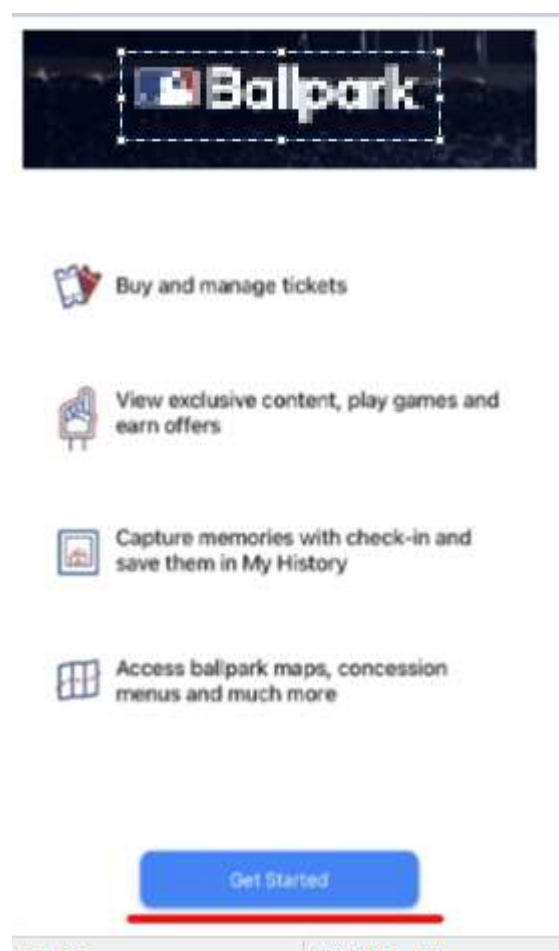 Ballpark
Buy and manage tickets
View exclusive content, play games and
earn offers
Capture memories with check-in and
save them in My History
Access ballpark maps, concession
menus and much more
Get Started